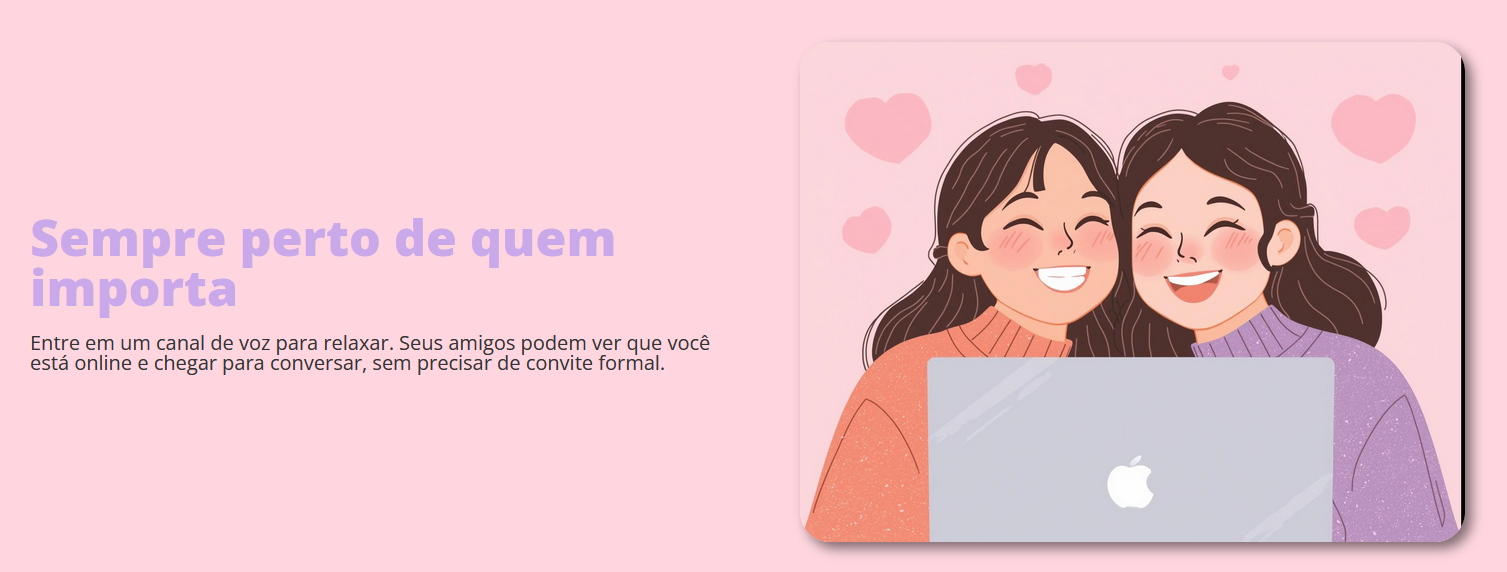 Sempre perto de quem
importa
Entre em um canal de voz para relaxar. Seus amigos podem ver que você
está online e chegar para conversar, sem precisar de convite formal.